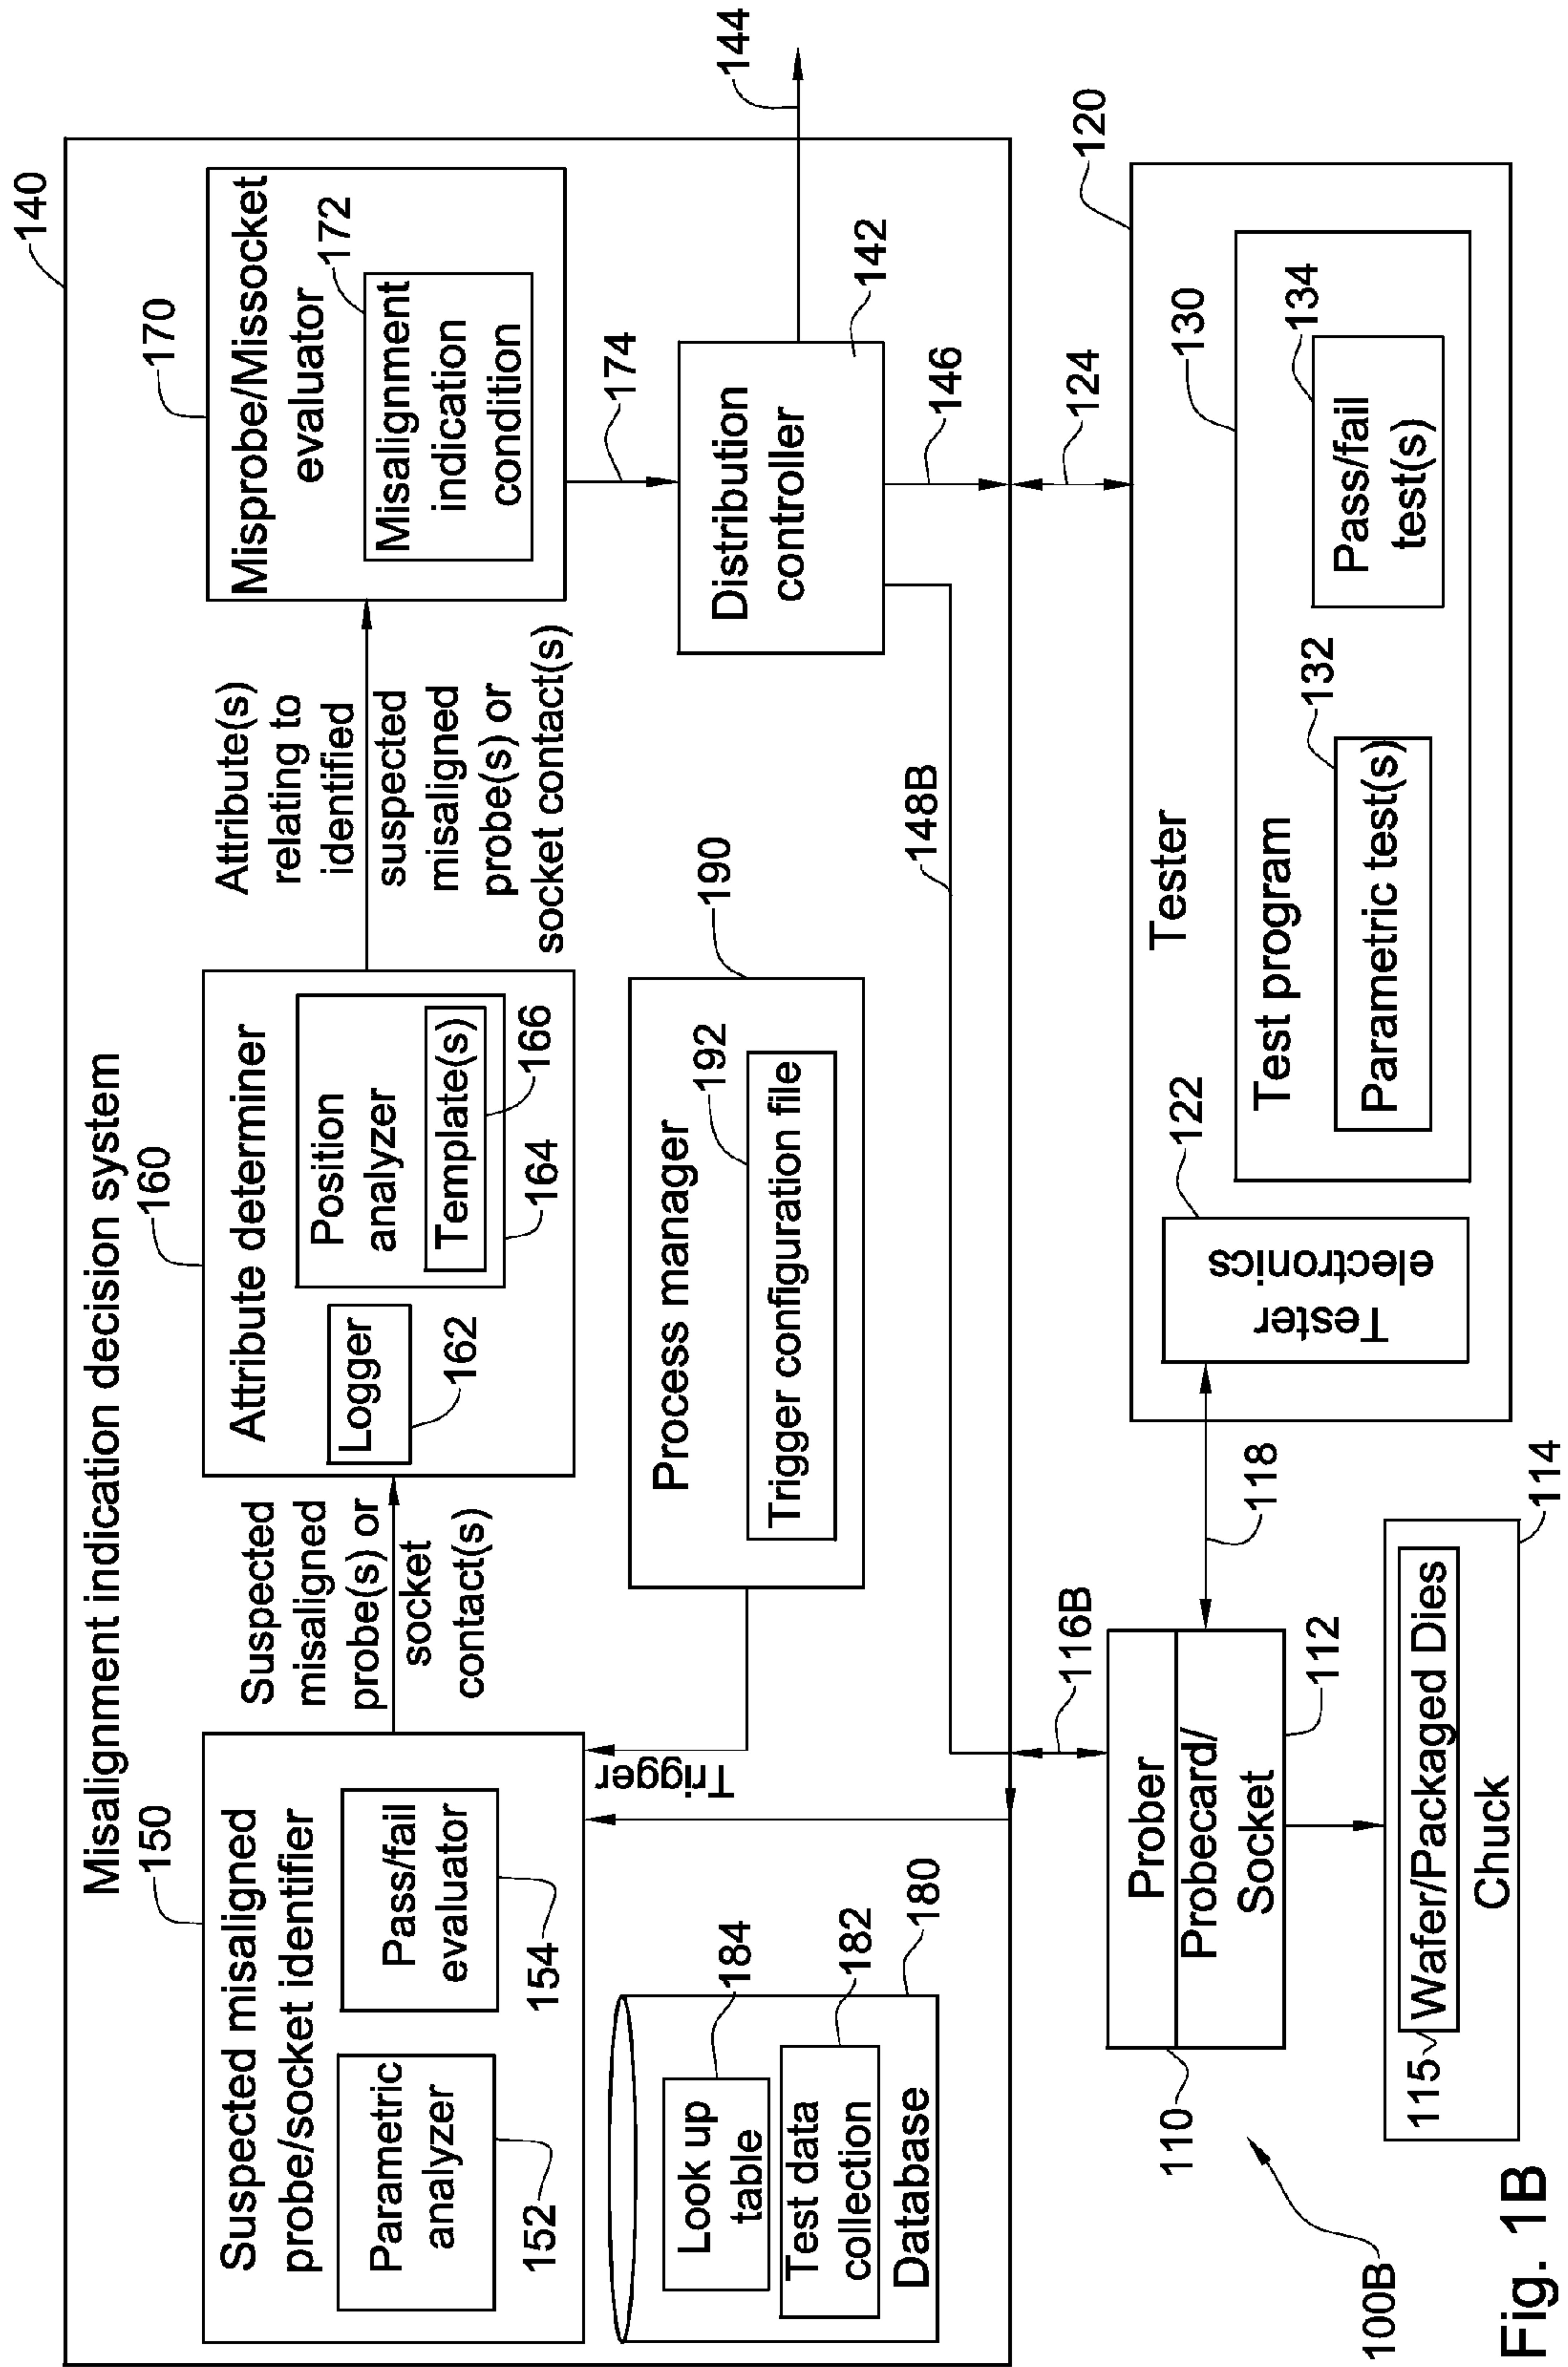 140
Misalignment indication decision system
150
Suspected misaligned
probe/socket identifier
Parametric
analyzer
152
Pass/fail
evaluator
154
Suspected
misaligned
probe(s) or
socket
contact(s)
160
Attribute determiner
Logger
162
Position
analyzer
Template(s)
166
164
Attribute(s)
relating to
identified
suspected
misaligned
probe(s) or
socket contact(s)
170
Misprobe/Missocket
evaluator
172
Misalignment
indication
condition
174
Look up
table
184
Test data
collection
182
Database
180
Trigger
Process manager
190
192
Trigger configuration file
148B
Distribution
controller
142
144
146
124
116B
Prober
Probecard/
Socket
110
112
118
115
Wafer/Packaged Dies
Chuck
114
100B
120
Tester
122
Tester
electronics
Test program
130
132
Parametric test(s)
134
Pass/fail
test(s)
Fig. 1B